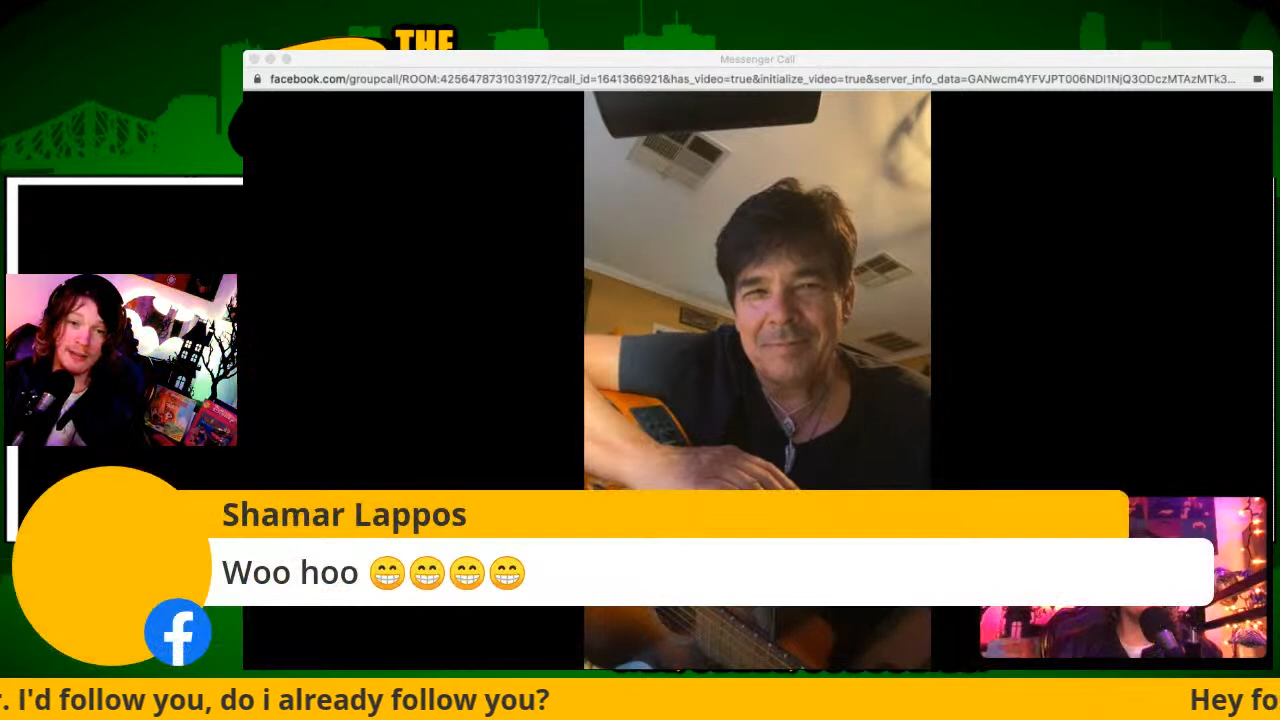 THE
Messenger Call
facebook.com/groupcall/ROOM:4256478731031972/?call_id=1641366921&has_video=true&initialize_video=true&server_info_data=GANwcm4YFVJPT006NDI1NjQ3ODczMTAzMTk3...
Shamar Lappos
Woo hoo 😁😁😁😁
r. I'd follow you, do i already follow you?
Hey fo